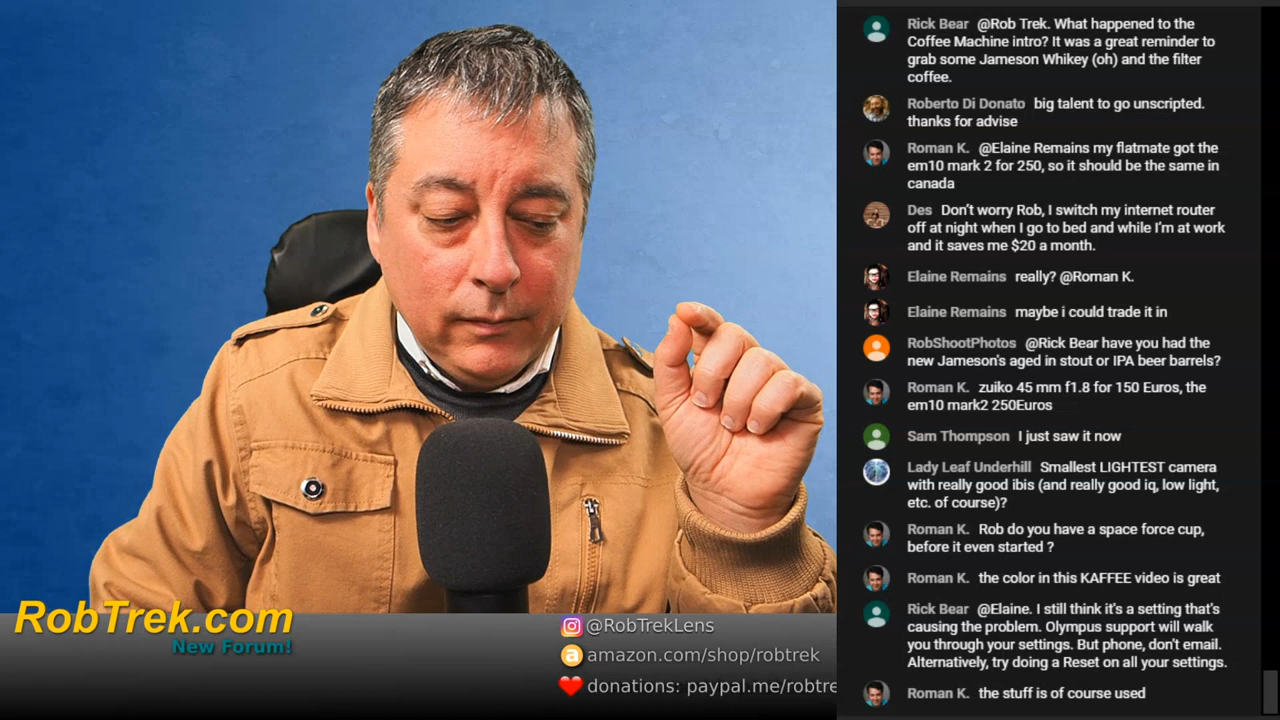 RobTrek.com
New Forum!
@RobTrekLens
amazon.com/shop/robtrek
donations: paypal.me/robtre
Rick Bear @Rob Trek. What happened to the
Coffee Machine intro? It was a great reminder to
grab some Jameson Whikey (oh) and the filter
coffee.
Roberto Di Donato big talent to go unscripted.
thanks for advise
Roman K. @Elaine Remains my flatmate got the
em10 mark 2 for 250, so it should be the same in
canada
Des Don't worry Rob, I switch my internet router
off at night when I go to bed and while I'm at work
and it saves me $20 a month.
Elaine Remains really? @Roman K.
Elaine Remains maybe i could trade it in
RobShootPhotos @Rick Bear have you had the
new Jameson's aged in stout or IPA beer barrels?
Roman K. zuiko 45 mm f1.8 for 150 Euros, the
em10 mark2 250Euros
Sam Thompson I just saw it now
Lady Leaf Underhill Smallest LIGHTEST camera
with really good ibis (and really good iq, low light,
etc. of course)?
Roman K. Rob do you have a space force cup,
before it even started ?
Roman K. the color in this KAFFEE video is great
Rick Bear @Elaine. I still think it's a setting that's
causing the problem. Olympus support will walk
you through your settings. But phone, don't email.
Alternatively, try doing a Reset on all your settings.
Roman K. the stuff is of course used